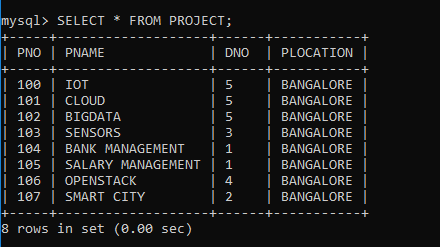 mysql> SELECT * FROM PROJECT;
+-----+-------------------+------+-----------+
| PNO | PNAME             | DNO  | PLOCATION |
+-----+-------------------+------+-----------+
| 100 | IOT               | 5    | BANGALORE |
| 101 | CLOUD             | 5    | BANGALORE |
| 102 | BIGDATA           | 5    | BANGALORE |
| 103 | SENSORS           | 3    | BANGALORE |
| 104 | BANK MANAGEMENT   | 1    | BANGALORE |
| 105 | SALARY MANAGEMENT | 1    | BANGALORE |
| 106 | OPENSTACK         | 4    | BANGALORE |
| 107 | SMART CITY        | 2    | BANGALORE |
+-----+-------------------+------+-----------+
8 rows in set (0.00 sec)